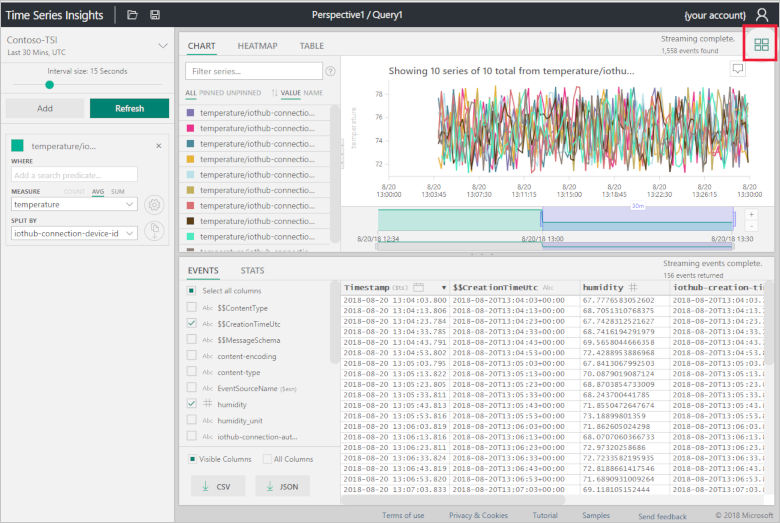 Time Series Insights
Perspective1 / Query1
{your account}
Contoso-TSI
Last 30 Mins, UTC
Interval size: 15 Seconds
Add
Refresh
temperature/io...
WHERE
Add a search predicate...
MEASURE
COUNT AVG SUM
temperature
SPLIT BY
iothub-connection-device-id
CHART HEATMAP TABLE
Streaming complete.
1,558 events found
Filter series...
ALL PINNED UNPINNED VALUE NAME
temperature/iothub-connectio...
temperature/iothub-connectio...
temperature/iothub-connectio...
temperature/iothub-connectio...
temperature/iothub-connectio...
temperature/iothub-connectio...
temperature/iothub-connectio...
temperature/iothub-connectio...
temperature/iothub-connectio...
temperature/iothub-connectio...
Showing 10 series of 10 total from temperature/iothu...
temperature
78
76
74
72
8/20 13:00:00
8/20 13:03:45
8/20 13:07:30
8/20 13:11:15
8/20 13:15:00
8/20 13:18:45
8/20 13:22:30
8/20 13:26:15
8/20 13:30:00
30m
8/20/18 12:34
8/20/18 13:00
8/20/18 13:30
EVENTS STATS
Streaming events complete.
156 events returned
Select all columns
Abc $$ContentType
Abc $$CreationTimeUtc
Abc $$MessageSchema
Abc content-encoding
Abc content-type
Abc EventSourceName ($esn)
humidity
Abc humidity_unit
Abc iothub-connection-aut...
Visible Columns All Columns
CSV JSON
Timestamp (Utc) $$CreationTimeUtc Abc humidity iothub-creation-ti
2018-08-20 13:04:03.800 2018-08-20T13:04:03+00:00 67.7776583052602 2018-08-20T13:04:03.
2018-08-20 13:04:13.806 2018-08-20T13:04:13+00:00 68.7051310768375 2018-08-20T13:04:13.
2018-08-20 13:04:23.784 2018-08-20T13:04:23+00:00 67.7428312521627 2018-08-20T13:04:23.
2018-08-20 13:04:33.785 2018-08-20T13:04:33+00:00 68.7416194291979 2018-08-20T13:04:33.
2018-08-20 13:04:43.791 2018-08-20T13:04:43+00:00 69.5658044666358 2018-08-20T13:04:43.
2018-08-20 13:04:53.802 2018-08-20T13:04:53+00:00 72.4288953886968 2018-08-20T13:04:53.
2018-08-20 13:05:03.795 2018-08-20T13:05:03+00:00 67.8413067992503 2018-08-20T13:05:03.
2018-08-20 13:05:13.822 2018-08-20T13:05:13+00:00 70.0879019087124 2018-08-20T13:05:13.
2018-08-20 13:05:23.808 2018-08-20T13:05:23+00:00 68.8703854733009 2018-08-20T13:05:23.
2018-08-20 13:05:33.811 2018-08-20T13:05:33+00:00 68.243700441785 2018-08-20T13:05:33.
2018-08-20 13:05:43.813 2018-08-20T13:05:43+00:00 71.8550472647674 2018-08-20T13:05:43.
2018-08-20 13:05:53.816 2018-08-20T13:05:53+00:00 73.18899801359 2018-08-20T13:05:53.
2018-08-20 13:06:03.816 2018-08-20T13:06:03+00:00 71.862605024298 2018-08-20T13:06:03.
2018-08-20 13:06:13.816 2018-08-20T13:06:13+00:00 68.0707060366733 2018-08-20T13:06:13.
2018-08-20 13:06:23.814 2018-08-20T13:06:23+00:00 72.97320258686 2018-08-20T13:06:23.
2018-08-20 13:06:33.824 2018-08-20T13:06:33+00:00 72.7233582195935 2018-08-20T13:06:33.
2018-08-20 13:06:43.819 2018-08-20T13:06:43+00:00 72.8188661417546 2018-08-20T13:06:43.
2018-08-20 13:06:53.820 2018-08-20T13:06:53+00:00 71.6890931009264 2018-08-20T13:06:53.
2018-08-20 13:07:03.833 2018-08-20T13:07:03+00:00 69.118105152444 2018-08-20T13:07:03.
Terms of use Privacy & Cookies Tutorial Samples Send feedback © 2018 Microsoft